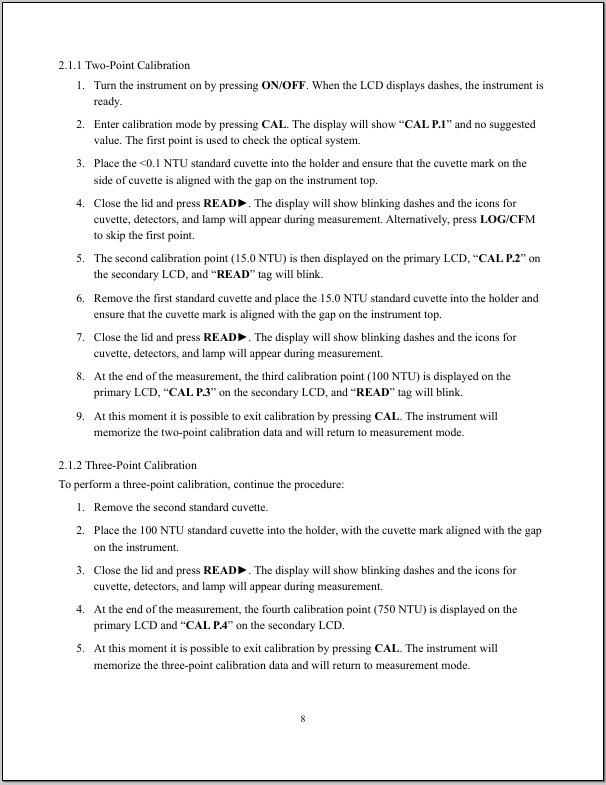 2.1.1 Two-Point Calibration
1. Turn the instrument on by pressing ON/OFF. When the LCD displays dashes, the instrument is
ready.
2. Enter calibration mode by pressing CAL. The display will show “CAL P.1” and no suggested
value. The first point is used to check the optical system.
3. Place the <0.1 NTU standard cuvette into the holder and ensure that the cuvette mark on the
side of cuvette is aligned with the gap on the instrument top.
4. Close the lid and press READ►. The display will show blinking dashes and the icons for
cuvette, detectors, and lamp will appear during measurement. Alternatively, press LOG/CFM
to skip the first point.
5. The second calibration point (15.0 NTU) is then displayed on the primary LCD, “CAL P.2” on
the secondary LCD, and “READ” tag will blink.
6. Remove the first standard cuvette and place the 15.0 NTU standard cuvette into the holder and
ensure that the cuvette mark is aligned with the gap on the instrument top.
7. Close the lid and press READ►. The display will show blinking dashes and the icons for
cuvette, detectors, and lamp will appear during measurement.
8. At the end of the measurement, the third calibration point (100 NTU) is displayed on the
primary LCD, “CAL P.3” on the secondary LCD, and “READ” tag will blink.
9. At this moment it is possible to exit calibration by pressing CAL. The instrument will
memorize the two-point calibration data and will return to measurement mode.
2.1.2 Three-Point Calibration
To perform a three-point calibration, continue the procedure:
1. Remove the second standard cuvette.
2. Place the 100 NTU standard cuvette into the holder, with the cuvette mark aligned with the gap
on the instrument.
3. Close the lid and press READ►. The display will show blinking dashes and the icons for
cuvette, detectors, and lamp will appear during measurement.
4. At the end of the measurement, the fourth calibration point (750 NTU) is displayed on the
primary LCD and “CAL P.4” on the secondary LCD.
5. At this moment it is possible to exit calibration by pressing CAL. The instrument will
memorize the three-point calibration data and will return to measurement mode.
8